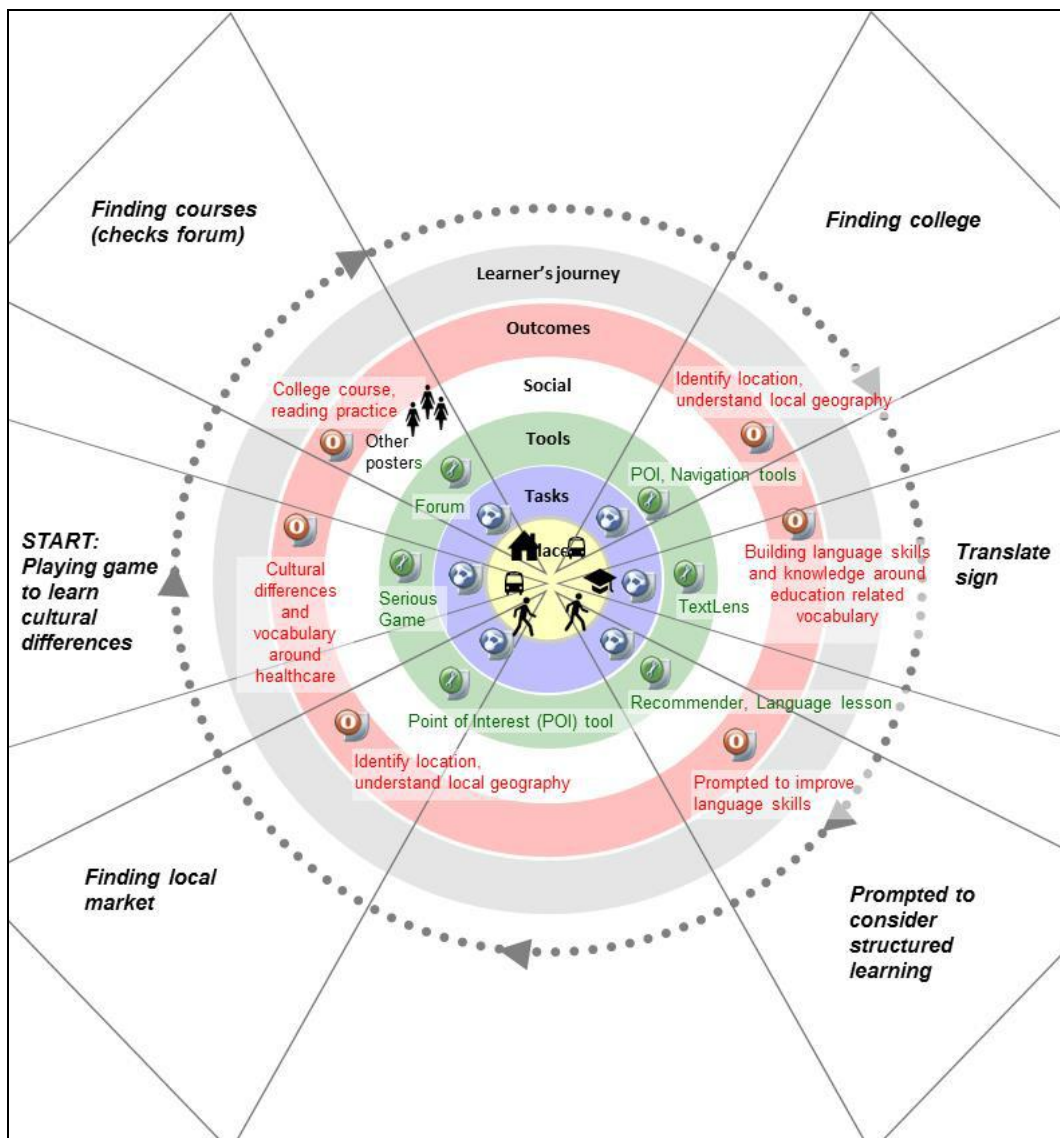 Finding courses
(checks forum)
Finding college
Learner's journey
Outcomes
Social
Tools
Tasks
Place
College course,
reading practice
Other
posters
Forum
Identify location,
understand local geography
POI, Navigation tools
START:
Playing game
to learn
cultural
differences
Cultural
differences
and
vocabulary
around
healthcare
Serious
Game
TextLens
Building language skills
and knowledge around
education related
vocabulary
Translate
sign
Point of Interest (POI) tool
Recommender, Language lesson
Identify location,
understand local geography
Prompted to improve
language skills
Finding local
market
Prompted to
consider
structured
learning